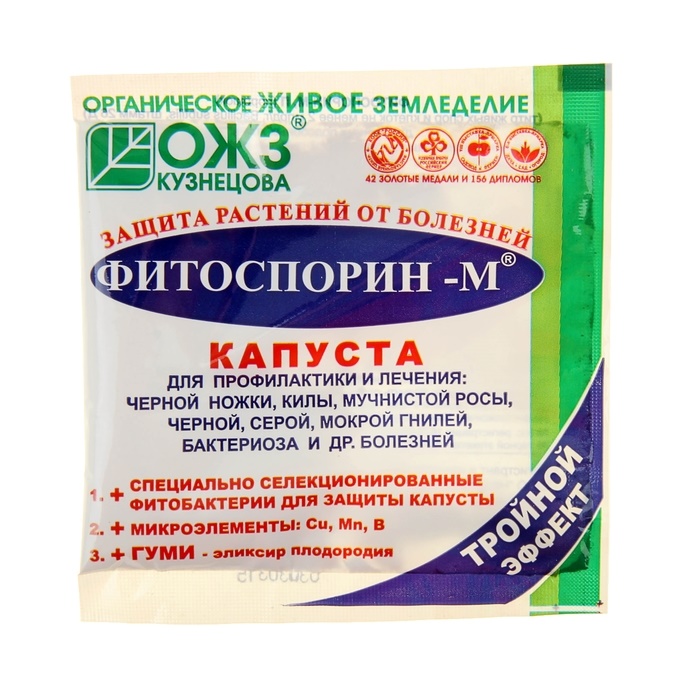 ОРГАНИЧЕСКОЕ ЖИВОЕ ЗЕМЛЕДЕЛИЕ
ОЖЗ®
КУЗНЕЦОВА
42 ЗОЛОТЫЕ МЕДАЛИ И 156 ДИПЛОМОВ
ЗАЩИТА РАСТЕНИЙ ОТ БОЛЕЗНЕЙ
ФИТОСПОРИН -М®
КАПУСТА
ДЛЯ ПРОФИЛАКТИКИ И ЛЕЧЕНИЯ:
ЧЕРНОЙ НОЖКИ, КИЛЫ, МУЧНИСТОЙ РОСЫ,
ЧЕРНОЙ, СЕРОЙ, МОКРОЙ ГНИЛЕЙ,
БАКТЕРИОЗА И ДР. БОЛЕЗНЕЙ
1. + СПЕЦИАЛЬНО СЕЛЕКЦИОНИРОВАННЫЕ
ФИТОБАКТЕРИИ ДЛЯ ЗАЩИТЫ КАПУСТЫ
2. + МИКРОЭЛЕМЕНТЫ: Cu, Mn, B
3. + ГУМИ - эликсир плодородия
ТРОЙНОЙ
ЭФФЕКТ